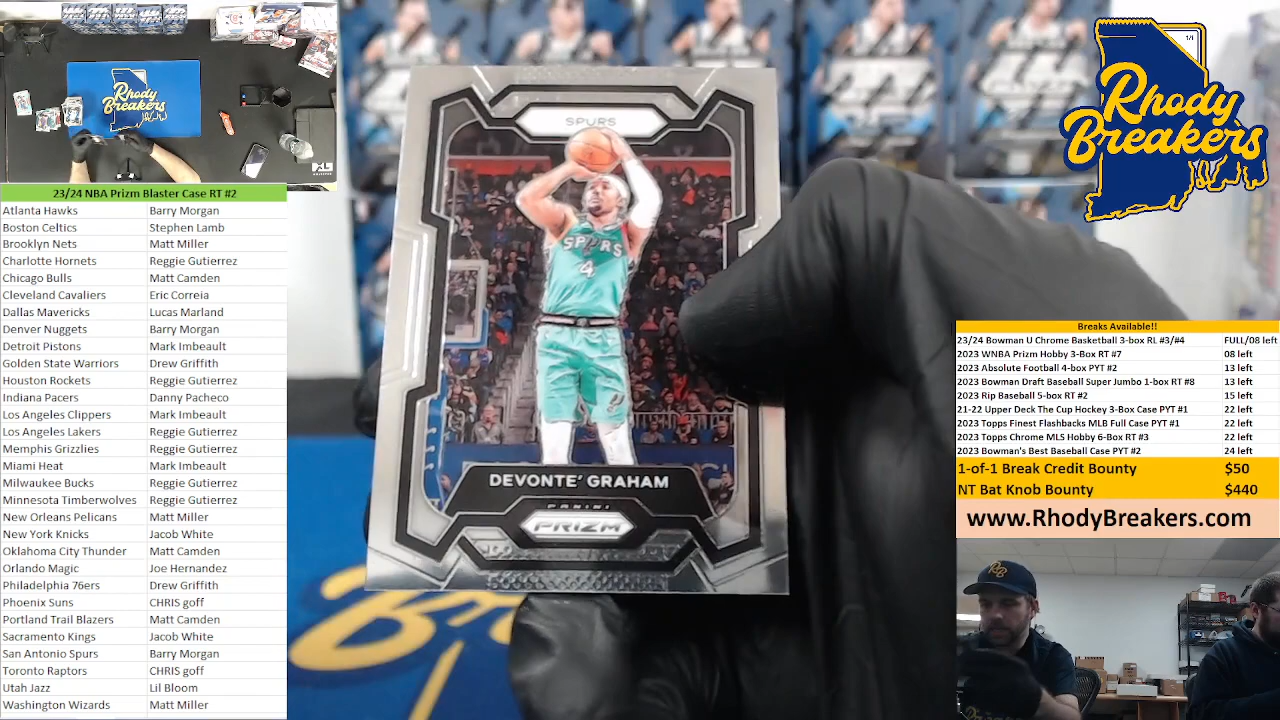 Rhody
Breakers
23/24 NBA Prizm Blaster Case RT #2
Atlanta Hawks Barry Morgan
Boston Celtics Stephen Lamb
Brooklyn Nets Matt Miller
Charlotte Hornets Reggie Gutierrez
Chicago Bulls Matt Camden
Cleveland Cavaliers Eric Correia
Dallas Mavericks Lucas Marland
Denver Nuggets Barry Morgan
Detroit Pistons Mark Imbeault
Golden State Warriors Drew Griffith
Houston Rockets Reggie Gutierrez
Indiana Pacers Danny Pacheco
Los Angeles Clippers Mark Imbeault
Los Angeles Lakers Reggie Gutierrez
Memphis Grizzlies Reggie Gutierrez
Miami Heat Mark Imbeault
Milwaukee Bucks Reggie Gutierrez
Minnesota Timberwolves Reggie Gutierrez
New Orleans Pelicans Matt Miller
New York Knicks Jacob White
Oklahoma City Thunder Matt Camden
Orlando Magic Joe Hernandez
Philadelphia 76ers Drew Griffith
Phoenix Suns CHRIS goff
Portland Trail Blazers Matt Camden
Sacramento Kings Jacob White
San Antonio Spurs Barry Morgan
Toronto Raptors CHRIS goff
Utah Jazz Lil Bloom
Washington Wizards Matt Miller
SPURS
SPURS
4
DEVONTE' GRAHAM
PANINI
PRIZM
1/1
Rhody
Breakers
Breaks Available!!
23/24 Bowman U Chrome Basketball 3-box RL #3/#4 FULL/08 left
2023 WNBA Prizm Hobby 3-Box RT #7 08 left
2023 Absolute Football 4-box PYT #2 13 left
2023 Bowman Draft Baseball Super Jumbo 1-box RT #8 13 left
2023 Rip Baseball 5-box RT #2 15 left
21-22 Upper Deck The Cup Hockey 3-Box Case PYT #1 22 left
2023 Topps Finest Flashbacks MLB Full Case PYT #1 22 left
2023 Topps Chrome MLS Hobby 6-Box RT #3 22 left
2023 Bowman's Best Baseball Case PYT #2 24 left
1-of-1 Break Credit Bounty $50
NT Bat Knob Bounty $440
www.RhodyBreakers.com
RB